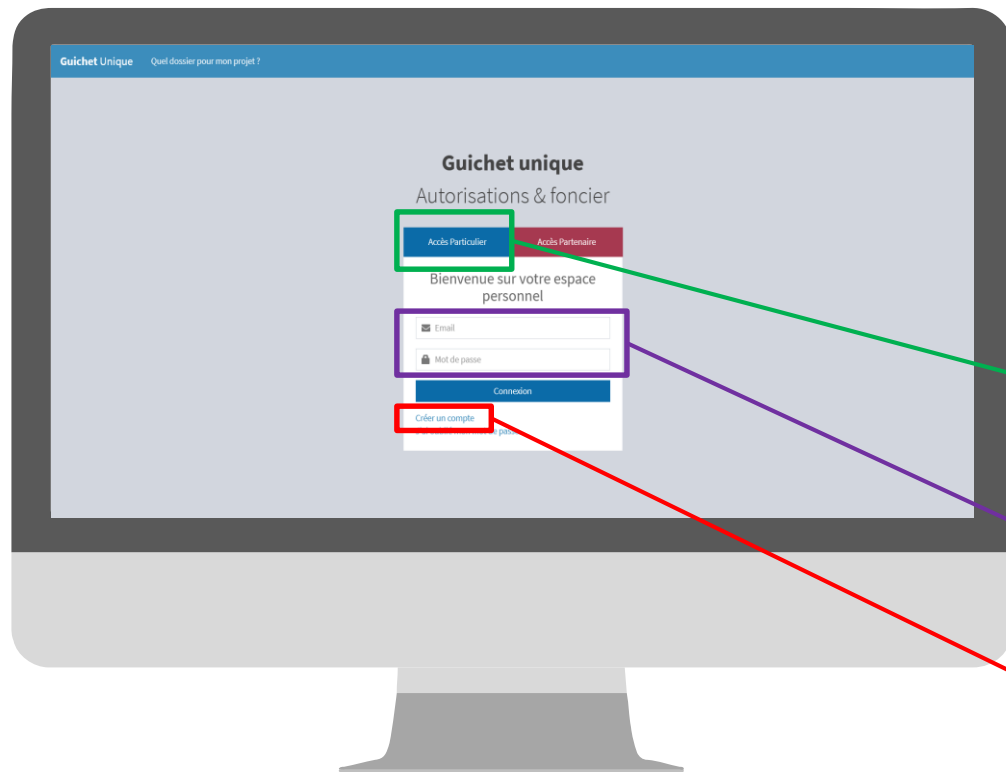 Guichet Unique Quel dossier pour mon projet ?
Guichet unique
Autorisations & foncier
Accès Particulier Accès Partenaire
Bienvenue sur votre espace
personnel
Email
Mot de passe
Connexion
Créer un compte